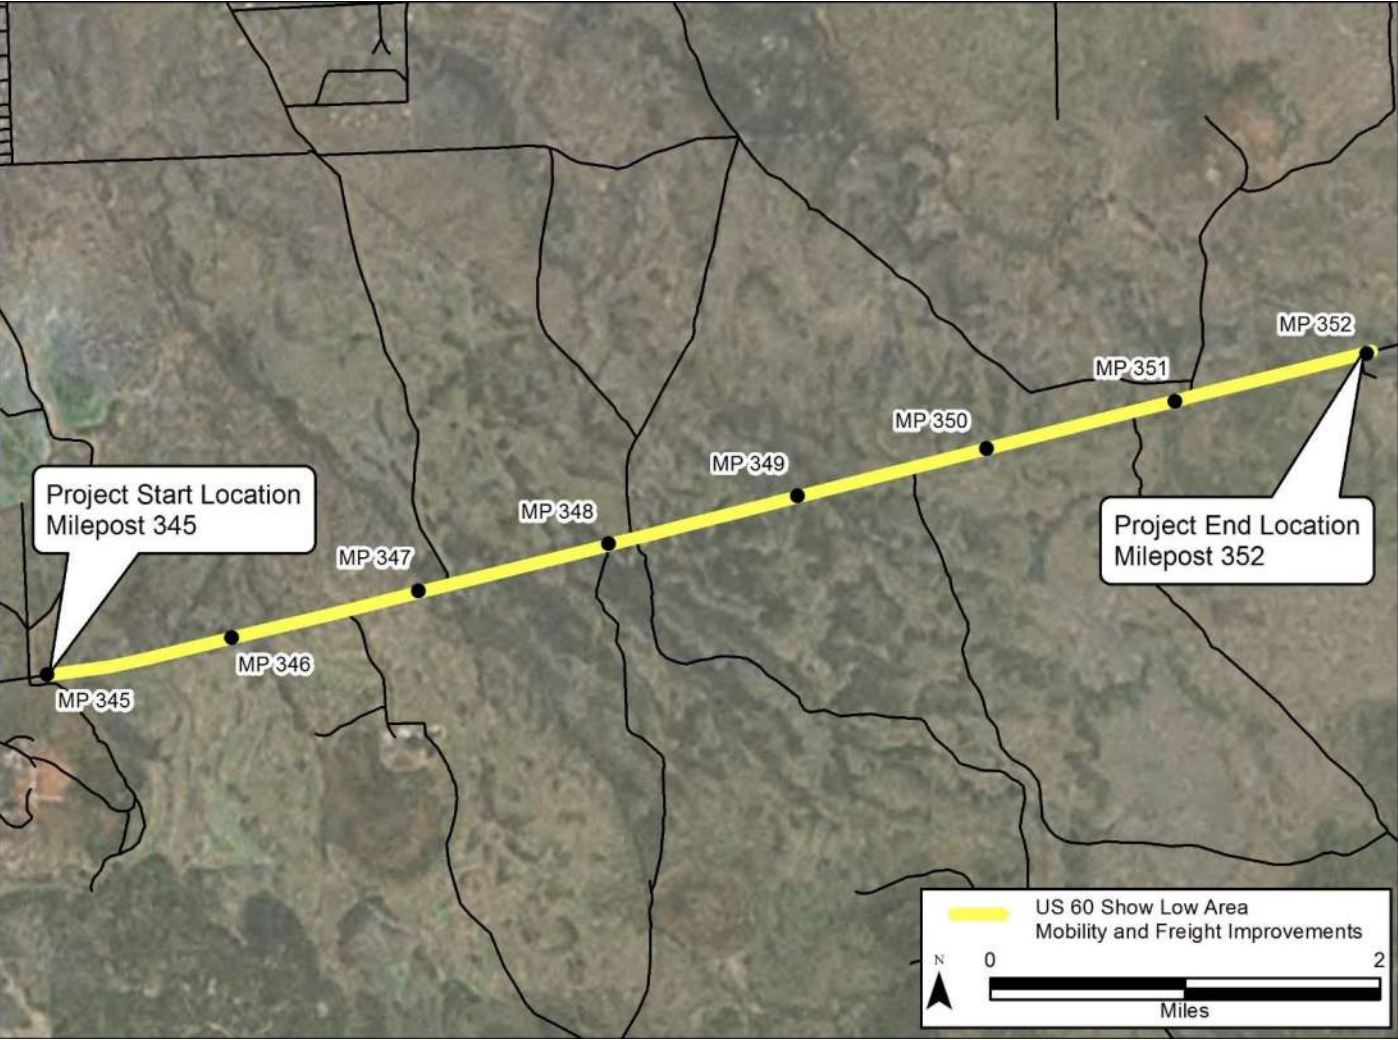 MP 352
MP 351
MP 350
MP 349
MP 348
MP 347
Project Start Location
Milepost 345
Project End Location
Milepost 352
MP 346
MP 345
US 60 Show Low Area
Mobility and Freight Improvements
N
0
2
Miles